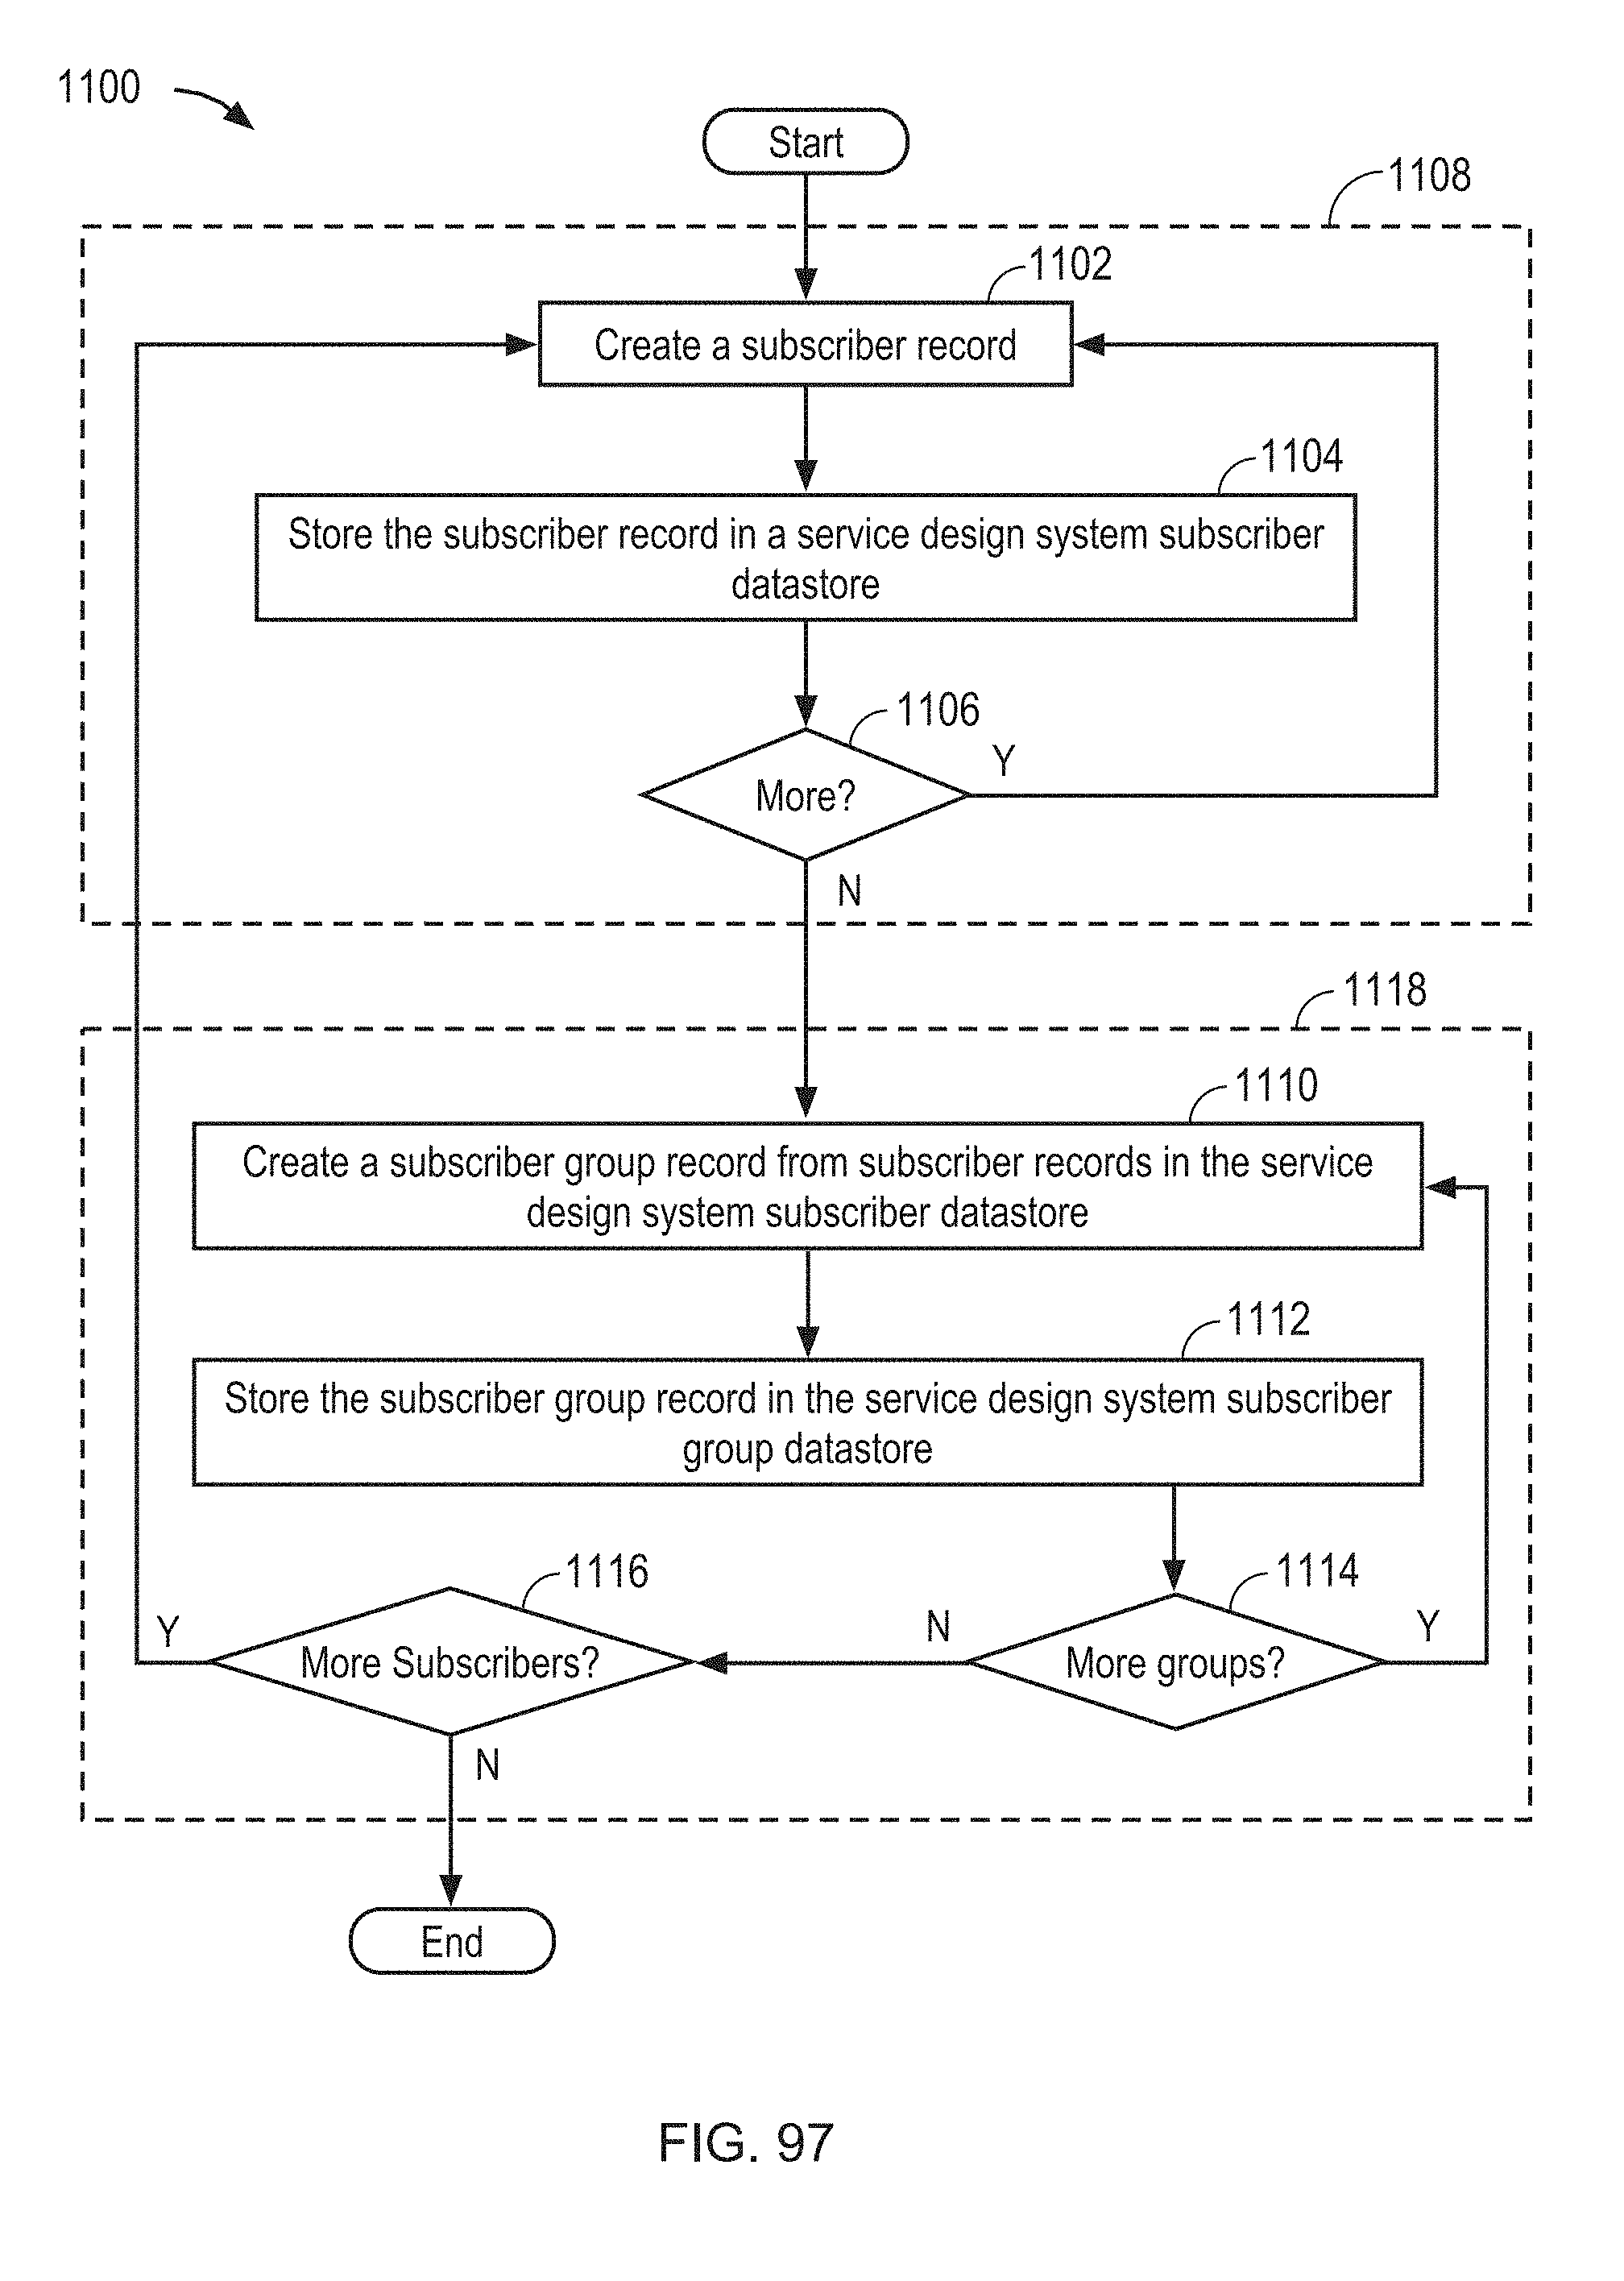 1100
Start
1108
1102
Create a subscriber record
1104
Store the subscriber record in a service design system subscriber
datastore
1106
More?
Y
N
1118
1110
Create a subscriber group record from subscriber records in the service
design system subscriber datastore
1112
Store the subscriber group record in the service design system subscriber
group datastore
1116
1114
Y
More Subscribers?
N
More groups?
Y
N
End
FIG. 97